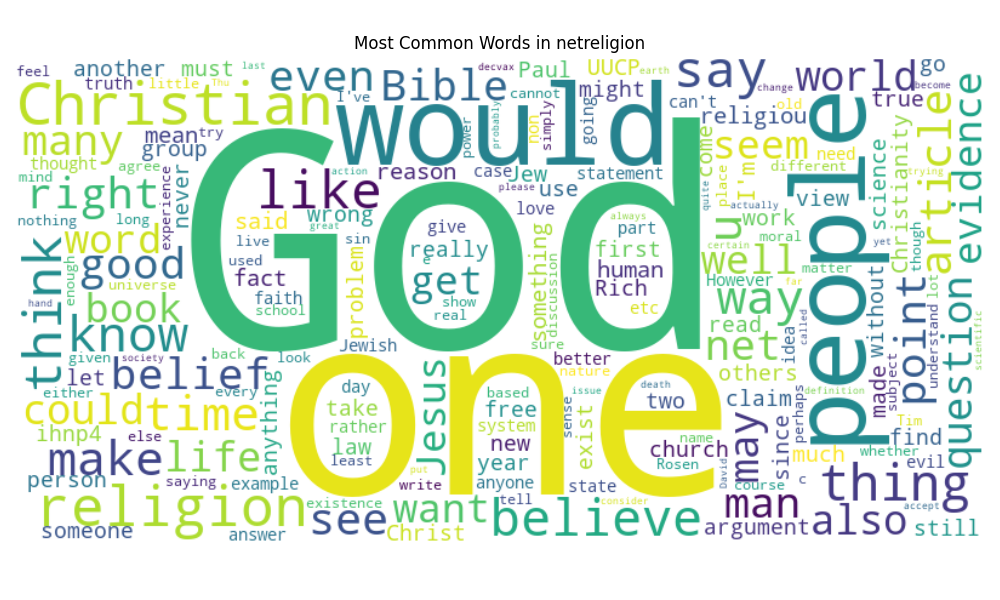 Most Common Words in netreligion
feel another must little Thu last even Bible decvax Paul UUCP earth say change world go become
truth I've cannot might can't old true
Christian would simply going religiou people
many mean try group power probably non seem come I'm need article evidence
thought agree never like reason action case Jew statement different science Christianity trying
mind right experience please use quite place view
nothing long word said wrong great love always part actually u work moral yet though
think good live sin give really e something first well certain
enough universe used fact problem get human However matter far lot
book faith school show real discussion Rich etc way Without point understand
know God sure read idea called made question scientific
hand given society back look Jewish better net others subject
either let belief every anything day one nature issue death definition perhaps
could time take Jesus based free sense exist two claim Tim
ihnp4 rather law system new name church may since much find whether
else make life least year state Rosen David evil
person saying example write put anyone c course thing
religion existence see want tell believe consider man also accept
someone answer Christ argument still